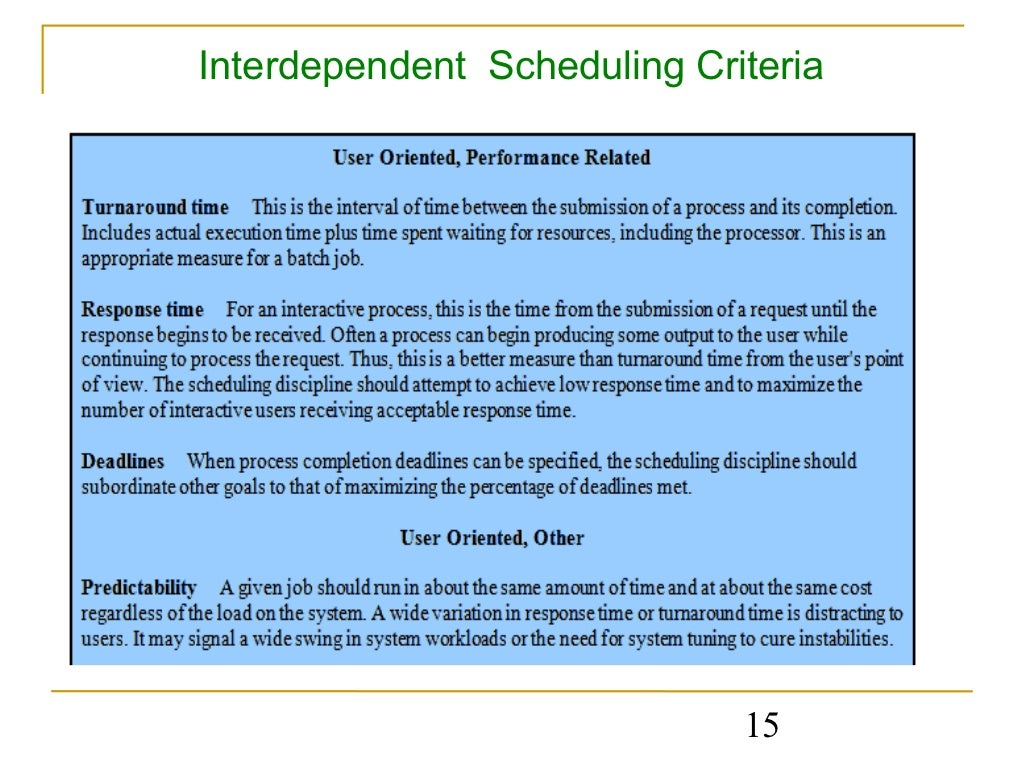 Interdependent Scheduling Criteria
User Oriented, Performance Related
Turnaround time This is the interval of time between the submission of a process and its completion.
Includes actual execution time plus time spent waiting for resources, including the processor. This is an
appropriate measure for a batch job.
Response time For an interactive process, this is the time from the submission of a request until the
response begins to be received. Often a process can begin producing some output to the user while
continuing to process the request. Thus, this is a better measure than turnaround time from the user's point
of view. The scheduling discipline should attempt to achieve low response time and to maximize the
number of interactive users receiving acceptable response time.
Deadlines When process completion deadlines can be specified, the scheduling discipline should
subordinate other goals to that of maximizing the percentage of deadlines met.
User Oriented, Other
Predictability A given job should run in about the same amount of time and at about the same cost
regardless of the load on the system. A wide variation in response time or turnaround time is distracting to
users. It may signal a wide swing in system workloads or the need for system tuning to cure instabilities.
15